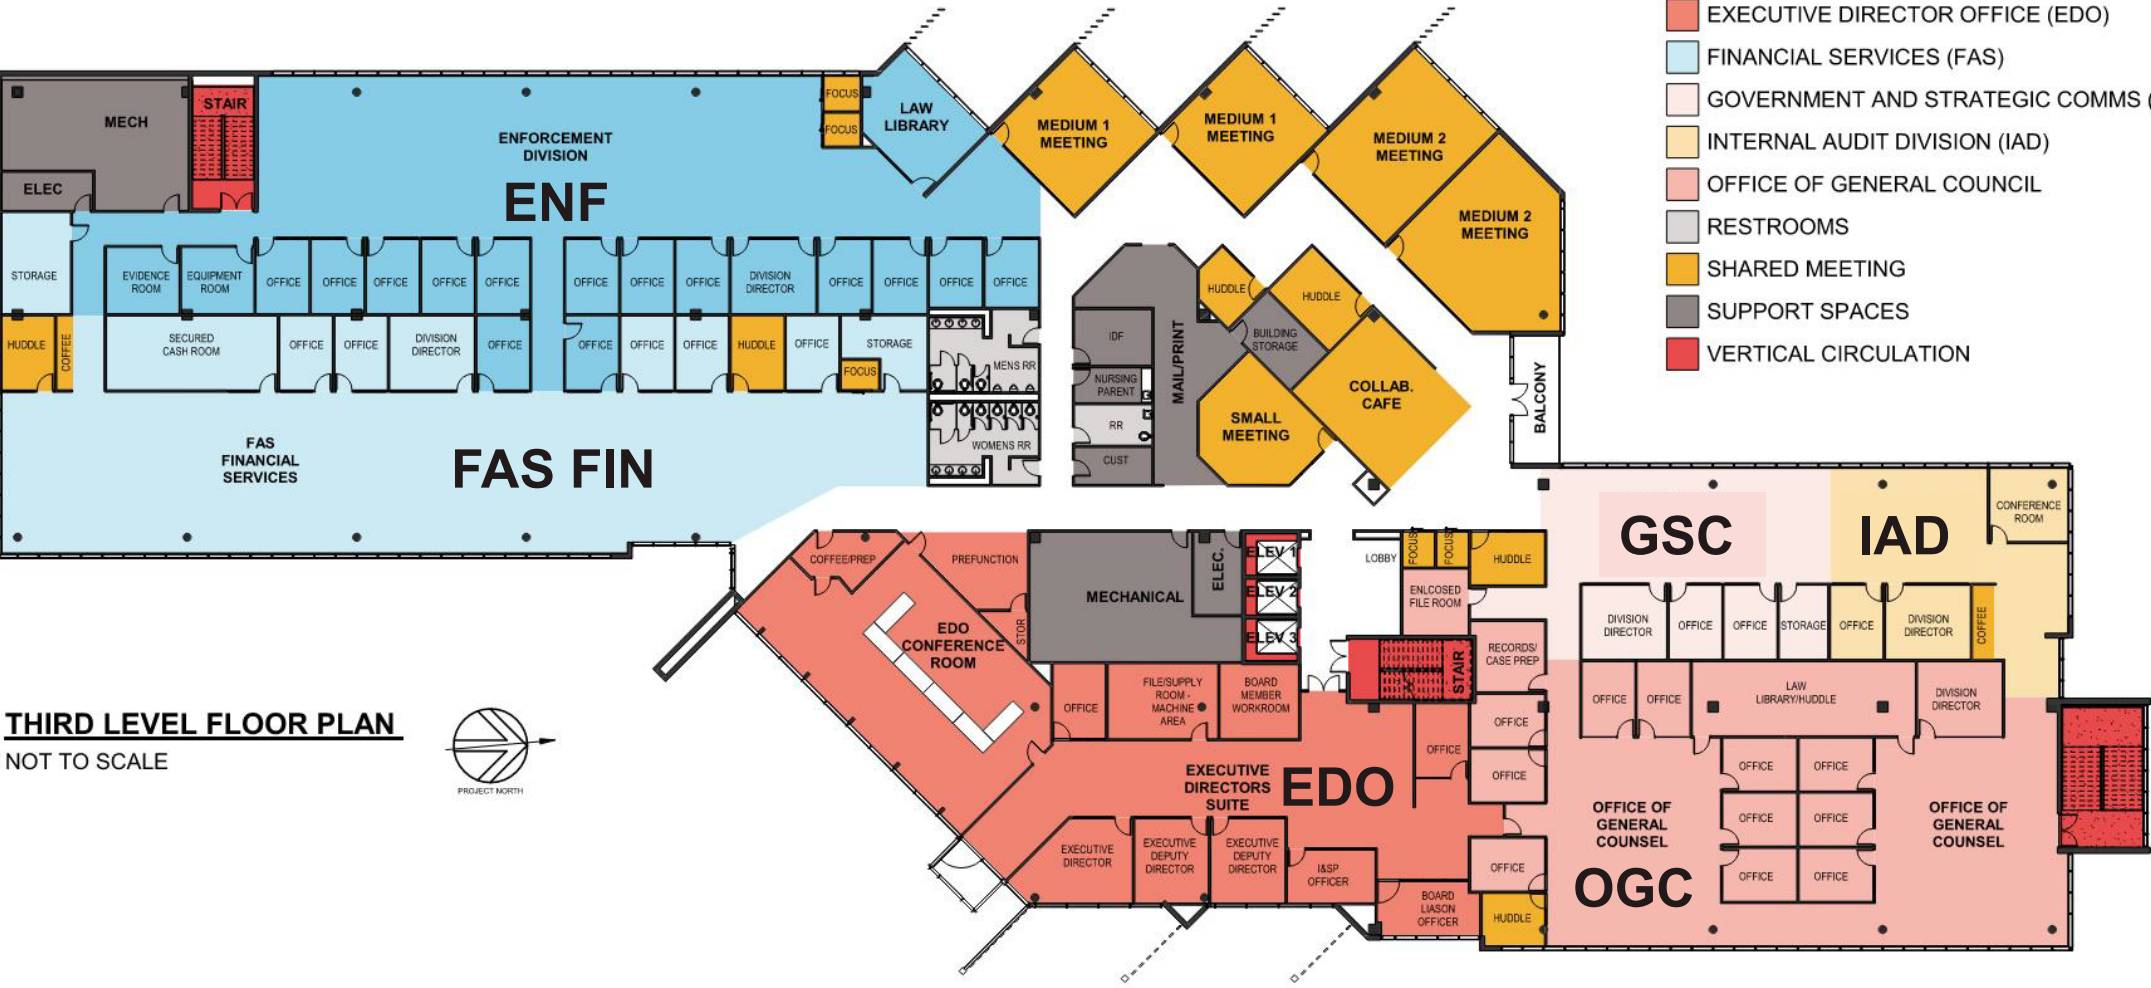 EXECUTIVE DIRECTOR OFFICE (EDO)
FINANCIAL SERVICES (FAS)
GOVERNMENT AND STRATEGIC COMMS (
INTERNAL AUDIT DIVISION (IAD)
OFFICE OF GENERAL COUNCIL
RESTROOMS
SHARED MEETING
SUPPORT SPACES
VERTICAL CIRCULATION
MECH
STAIR
ELEC
ENFORCEMENT
DIVISION
ENF
FOCUS
FOCUS
LAW
LIBRARY
MEDIUM 1
MEETING
MEDIUM 1
MEETING
MEDIUM 2
MEETING
MEDIUM 2
MEETING
STORAGE
EVIDENCE
ROOM
EQUIPMENT
ROOM
OFFICE
OFFICE
OFFICE
OFFICE
OFFICE
OFFICE
OFFICE
OFFICE
DIVISION
DIRECTOR
OFFICE
OFFICE
OFFICE
OFFICE
HUDDLE
COFFEE
SECURED
CASH ROOM
OFFICE
OFFICE
DIVISION
DIRECTOR
OFFICE
OFFICE
OFFICE
OFFICE
HUDDLE
OFFICE
STORAGE
FOCUS
MENS RR
WOMENS RR
IDF
NURSING
PARENT
RR
CUST
MAIL/PRINT
HUDDLE
HUDDLE
BUILDING
STORAGE
SMALL
MEETING
COLLAB.
CAFE
BALCONY
FAS
FINANCIAL
SERVICES
FAS FIN
COFFEE/PREP
PREFUNCTION
EDO
CONFERENCE
ROOM
STOR
MECHANICAL
ELEC.
ELEV 1
ELEV 2
ELEV 3
LOBBY
FOCUS
FOCUS
HUDDLE
ENLCOSED
FILE ROOM
RECORDS/
CASE PREP
STAIR
GSC
IAD
CONFERENCE
ROOM
DIVISION
DIRECTOR
OFFICE
OFFICE
STORAGE
OFFICE
DIVISION
DIRECTOR
COFFEE
OFFICE
OFFICE
LAW
LIBRARY/HUDDLE
DIVISION
DIRECTOR
OFFICE
FILE/SUPPLY
ROOM -
MACHINE
AREA
BOARD
MEMBER
WORKROOM
OFFICE
OFFICE
OFFICE
EXECUTIVE
DIRECTORS
SUITE
EDO
EXECUTIVE
DIRECTOR
EXECUTIVE
DEPUTY
DIRECTOR
EXECUTIVE
DEPUTY
DIRECTOR
I&SP
OFFICER
BOARD
LIASON
OFFICER
OFFICE
HUDDLE
OFFICE OF
GENERAL
COUNSEL
OGC
OFFICE
OFFICE
OFFICE
OFFICE
OFFICE
OFFICE
OFFICE OF
GENERAL
COUNSEL
THIRD LEVEL FLOOR PLAN
NOT TO SCALE
PROJECT NORTH